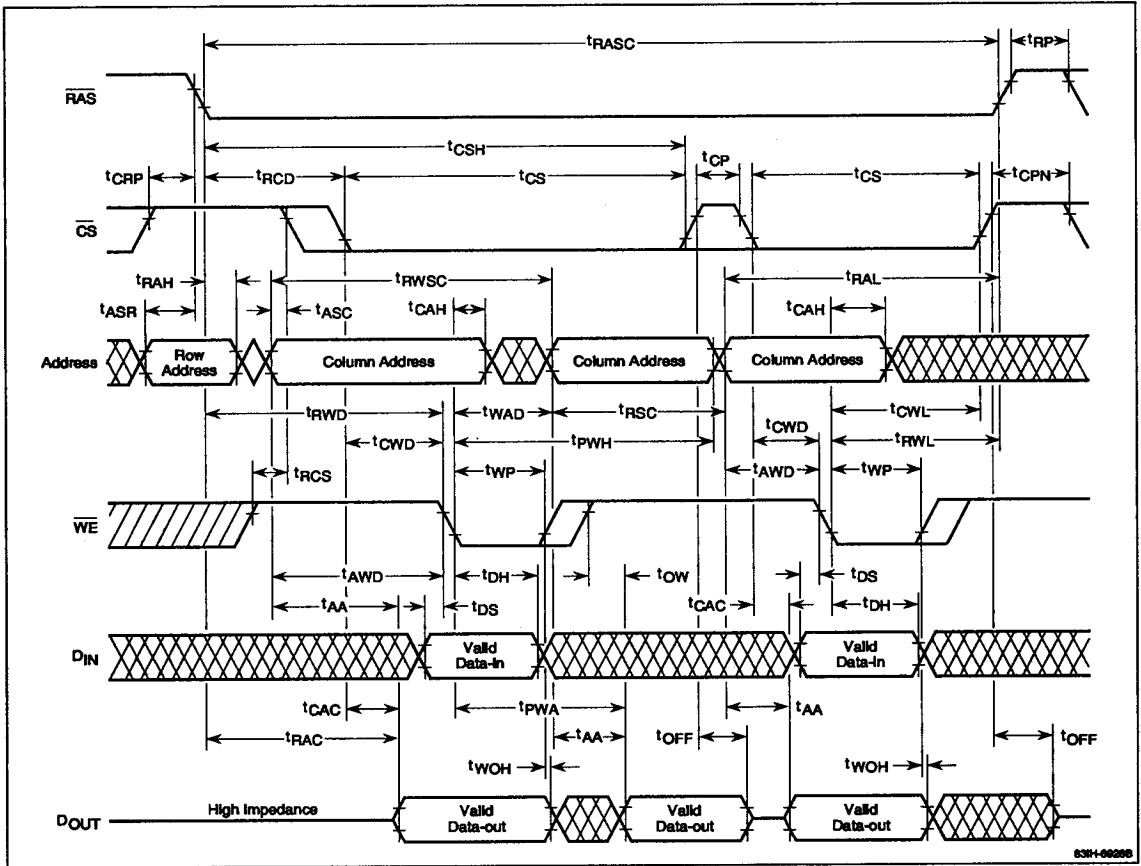 tRASC
tRP
RAS
tCSH
tCP
tCRP
tRCD
tCS
tCS
tCPN
CS
tRAH
tRWSC
tRAL
tASR
tASC
tCAH
tCAH
Address
Row
Address
Column Address
Column Address
Column Address
tRWD
tWAD
tRSC
tCWL
tCWD
tPWH
tCWD
tRWL
tRCS
tWP
tAWD
tWP
WE
tAWD
tDH
tOW
tDS
tAA
tDS
tCAC
tDH
DIN
Valid
Data-in
Valid
Data-in
tCAC
tPWA
tAA
tRAC
tAA
tOFF
tOFF
tWOH
tWOH
DOUT
High Impedance
Valid
Data-out
Valid
Data-out
Valid
Data-out
83IH-6928B